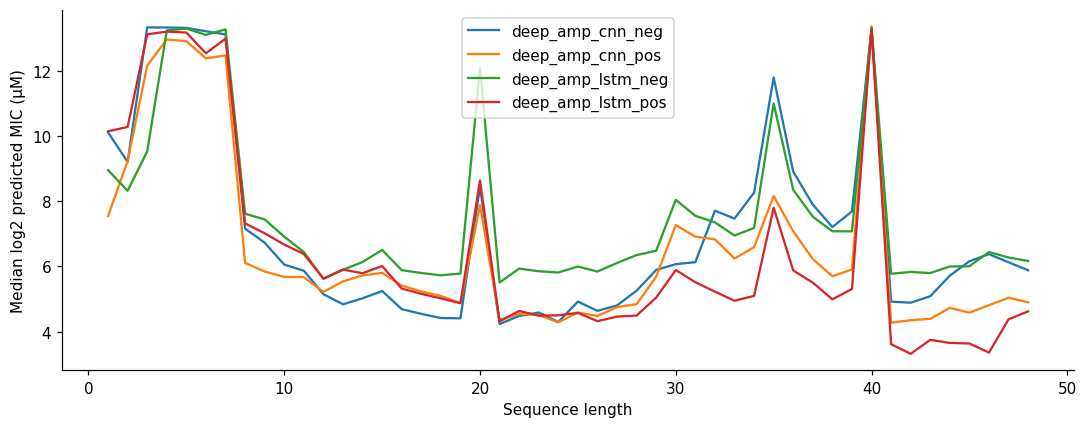 deep_amp_cnn_neg
deep_amp_cnn_pos
deep_amp_lstm_neg
deep_amp_lstm_pos
Median log2 predicted MIC (μM)
12
10
8
6
4
0
10
20
30
40
50
Sequence length